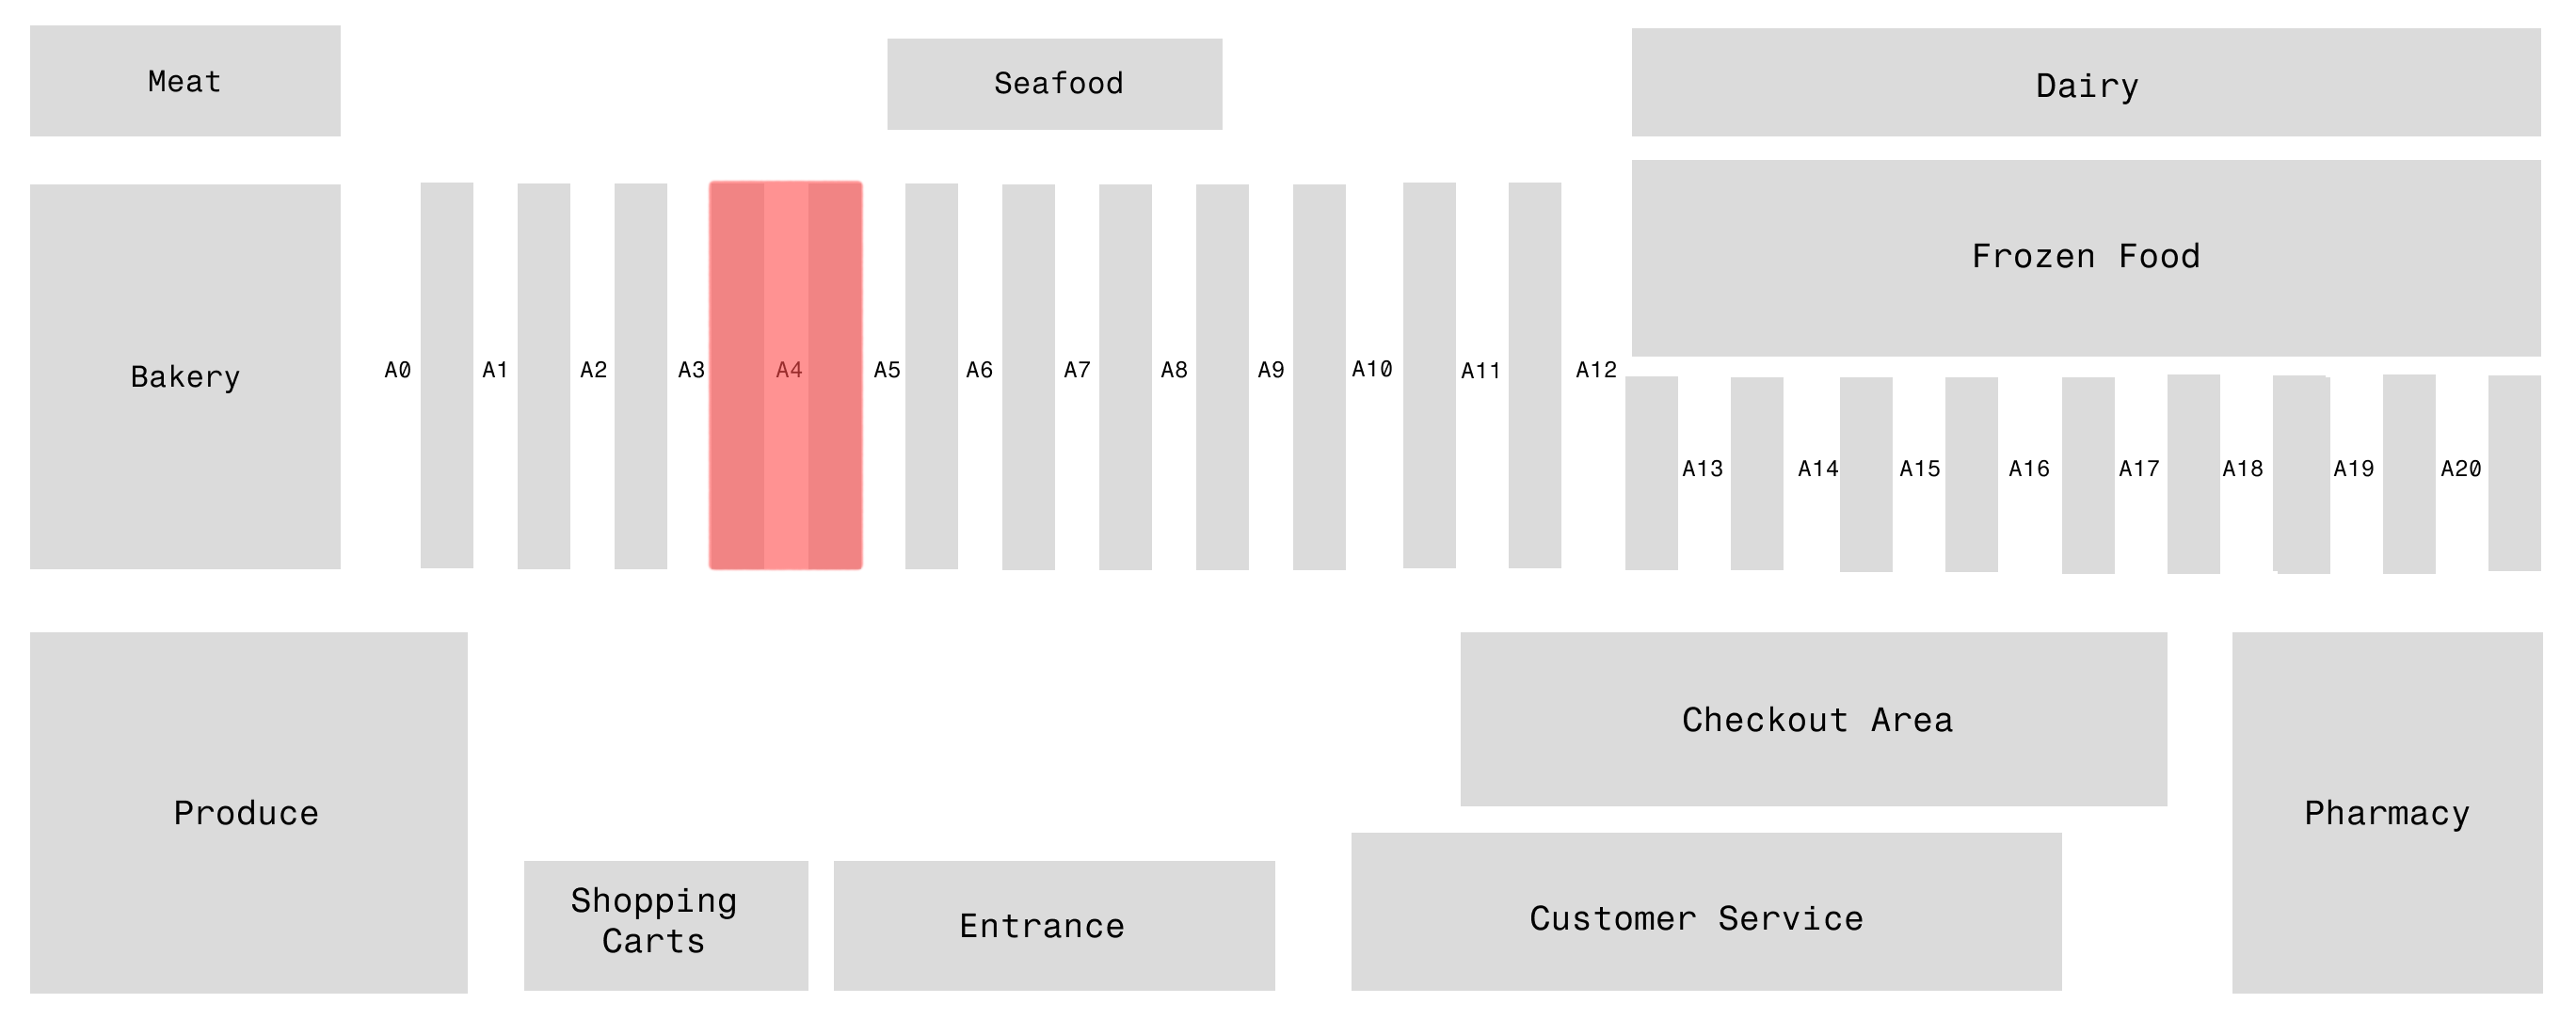 Meat
Seafood
Dairy
Frozen Food
Bakery
A0
A1
A2
A3
A4
A5
A6
A7
A8
A9
A10
A11
A12
A13
A14
A15
A16
A17
A18
A19
A20
Produce
Checkout Area
Pharmacy
Shopping
Carts
Entrance
Customer Service